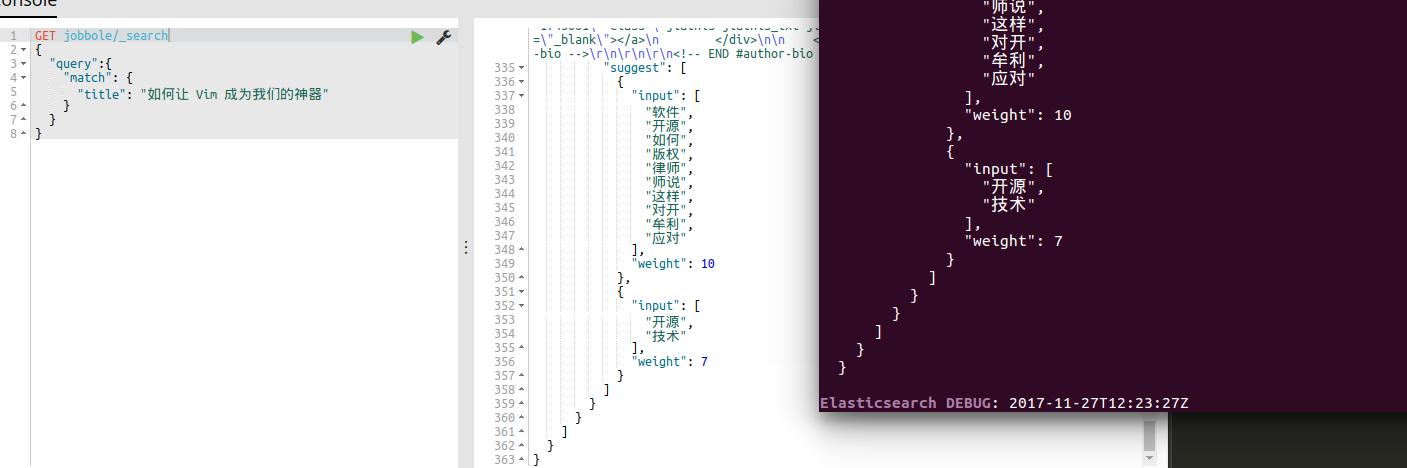 console
1 GET jobbole/_search
2 {
3 "query":{
4 "match": {
5 "title": "如何让 Vim 成为我们的神器"
6 }
7 }
8 }
=\"_blank\"></a>\n </div>\n\n
-bio -->\r\n\r\n\r\n<!-- END #author-bio
335 "suggest": [
336 {
337 "input": [
338 "软件",
339 "开源",
340 "如何",
341 "版权",
342 "律师",
343 "师说",
344 "这样",
345 "对开",
346 "牟利",
347 "应对"
348 ],
349 "weight": 10
350 },
351 {
352 "input": [
353 "开源",
354 "技术"
355 ],
356 "weight": 7
357 }
358 ]
359 }
360 }
361 ]
362 }
363 }
"师说",
"这样",
"对开",
"牟利",
"应对"
],
"weight": 10
},
{
"input": [
"开源",
"技术"
],
"weight": 7
}
]
}
}
]
}
}
Elasticsearch DEBUG: 2017-11-27T12:23:27Z